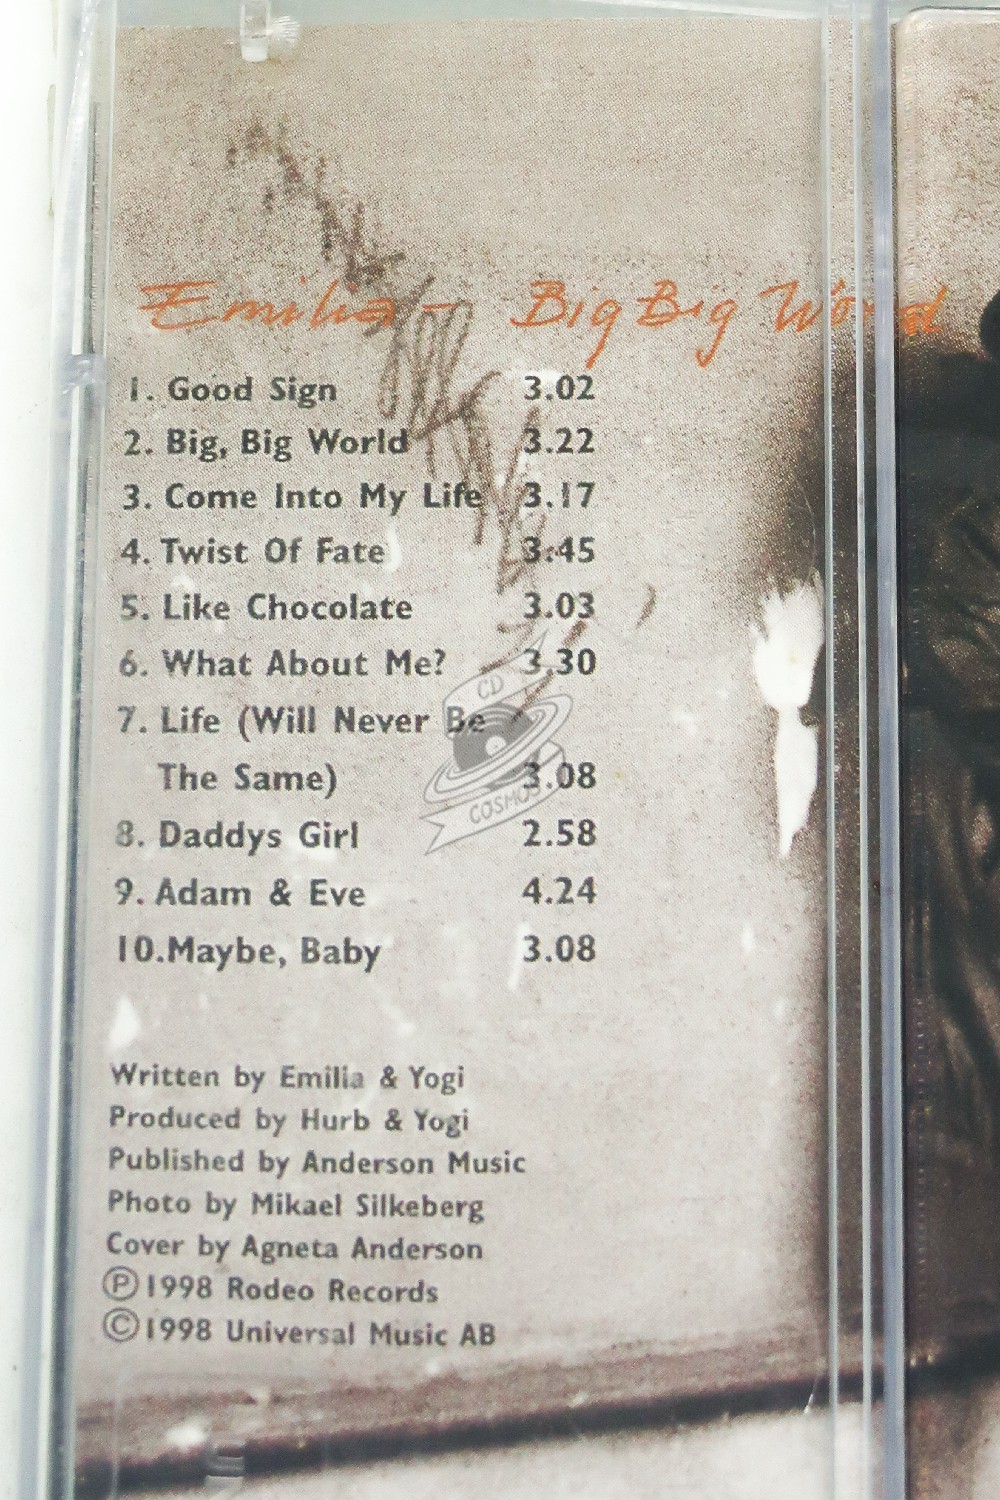 Emilia - Big Big World
1. Good Sign 3.02
2. Big, Big World 3.22
3. Come Into My Life 3.17
4. Twist Of Fate 3:45
5. Like Chocolate 3.03
6. What About Me? 3.30
7. Life (Will Never Be
The Same) 3.08
8. Daddys Girl 2.58
9. Adam & Eve 4.24
10.Maybe, Baby 3.08
CD
COSMOS
Written by Emilia & Yogi
Produced by Hurb & Yogi
Published by Anderson Music
Photo by Mikael Silkeberg
Cover by Agneta Anderson
Ⓟ1998 Rodeo Records
©1998 Universal Music AB